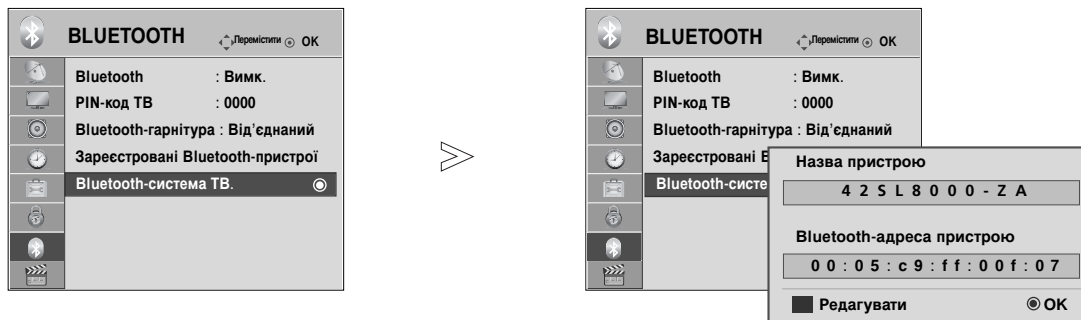 BLUETOOTH Перемістити OK
Bluetooth : Вимк.
PIN-код ТВ : 0000
Bluetooth-гарнітура : Від’єднаний
Зареєстровані Bluetooth-пристрої
Bluetooth-система ТВ.
BLUETOOTH Перемістити OK
Bluetooth : Вимк.
PIN-код ТВ : 0000
Bluetooth-гарнітура : Від’єднаний
Зареєстровані B
Bluetooth-систе
Назва пристрою
42SL8000-ZA
Bluetooth-адреса пристрою
00:05:c9:ff:00f:07
Редагувати OK